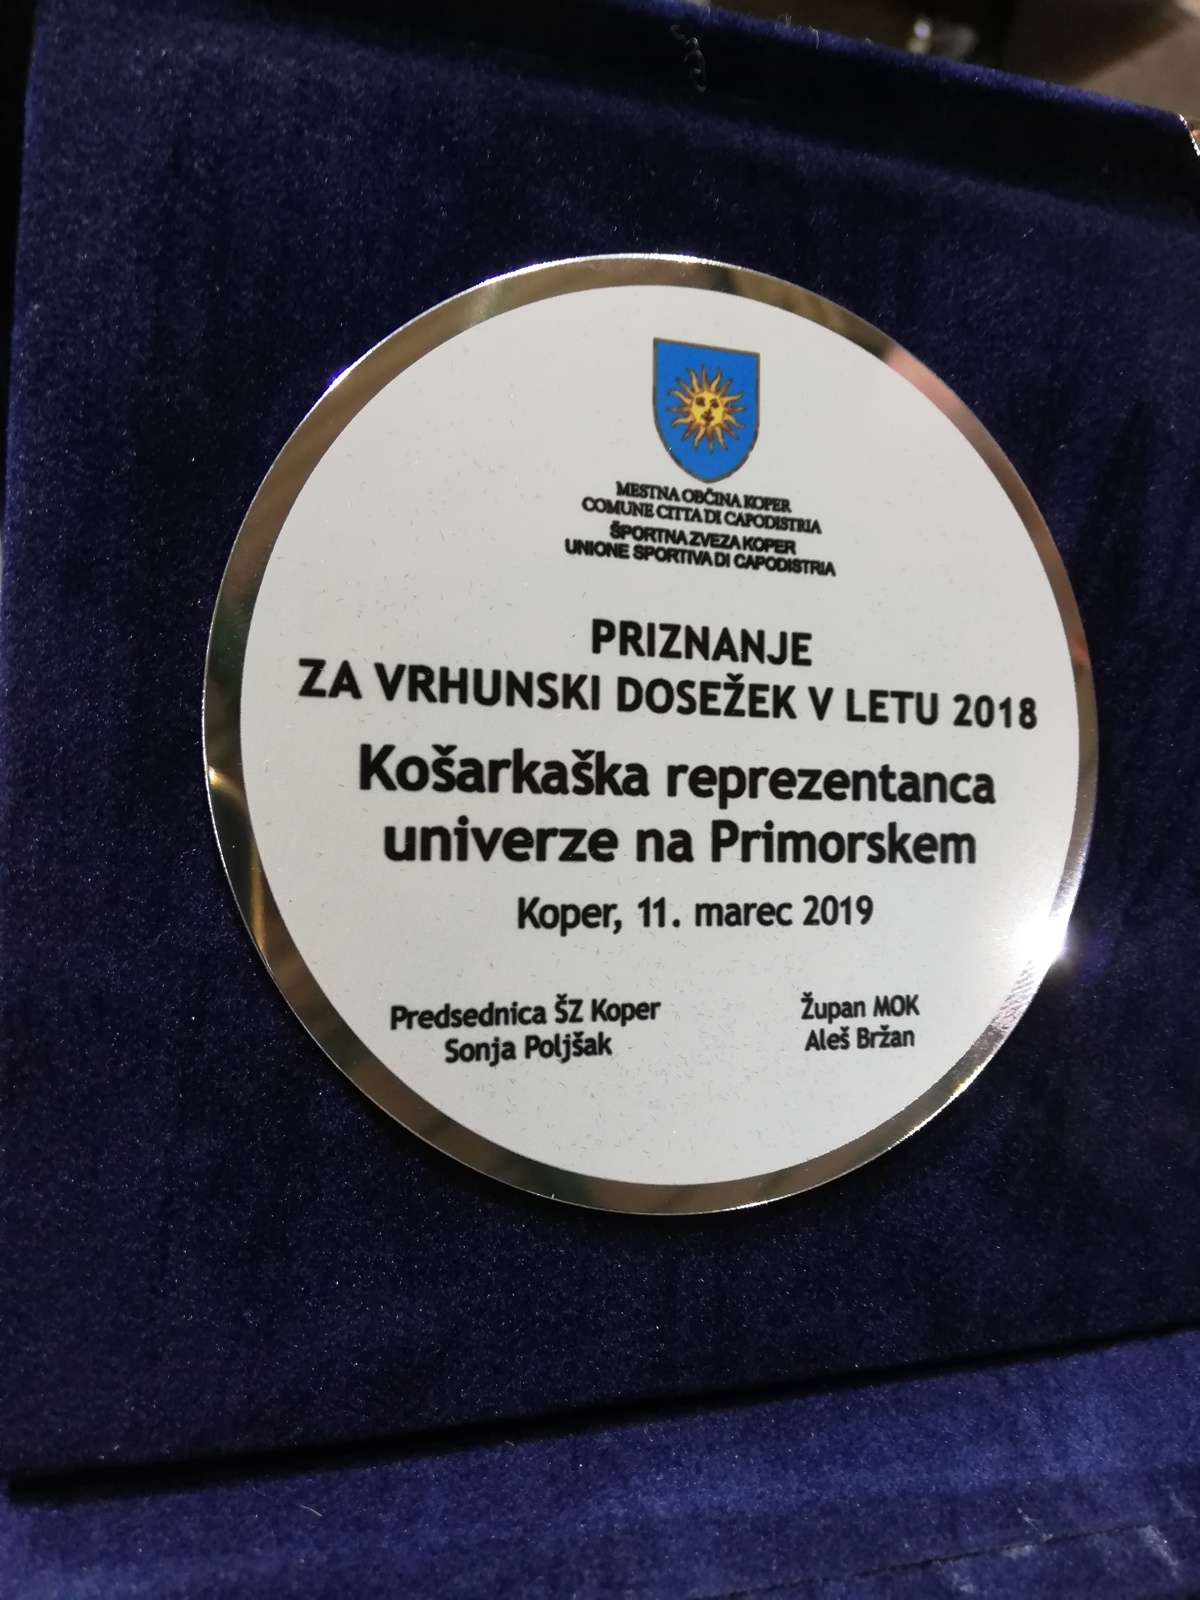 MESTNA OBČINA KOPER
COMUNE CITTA DI CAPODISTRIA
ŠPORTNA ZVEZA KOPER
UNIONE SPORTIVA DI CAPODISTRIA
PRIZNANJE
ZA VRHUNSKI DOSEŽEK V LETU 2018
Košarkaška reprezentanca
univerze na Primorskem
Koper, 11. marec 2019
Predsednica ŠZ Koper
Sonja Poljšak
Župan MOK
Aleš Bržan